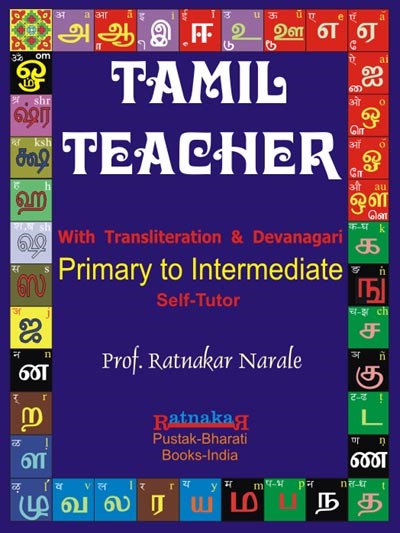 அ ஆ இ ஈ உ ஊ எ ஏ
TAMIL
TEACHER
With Transliteration & Devanagari
Primary to Intermediate
Self-Tutor
Prof. Ratnakar Narale
RatnakaR
Pustak-Bharati
Books-India
ஐ
ஒ
ஓ
ஔ
க
ங
ச
ட
ண
க்ஷ
ஹ
ஷ
ஸ
ஜ
ன
ற
ள
ழ வ ல ர ய ம ப ந த